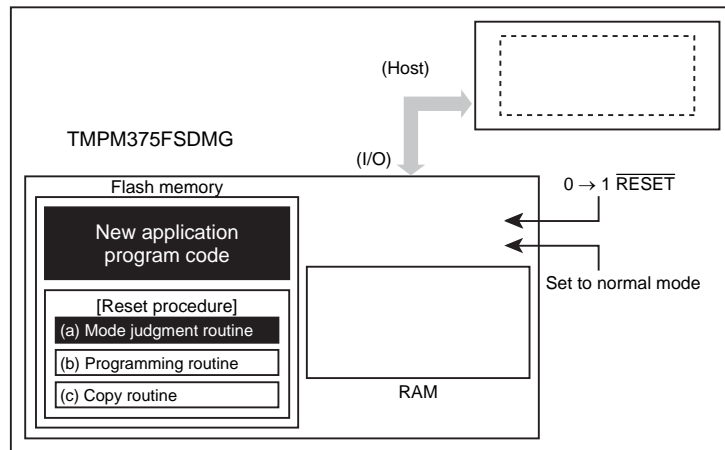 (Host)
TMPM375FSDMG
(I/O)
Flash memory
0 → 1 RESET
New application
program code
Set to normal mode
[Reset procedure]
(a) Mode judgment routine
(b) Programming routine
(c) Copy routine
RAM